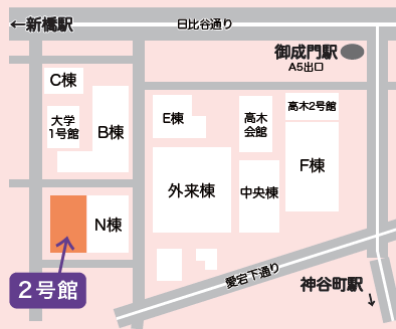 ←新橋駅
日比谷通り
御成門駅
A5出口
C棟
大学
1号館
B棟
E棟
高木
会館
高木2号館
F棟
外来棟
中央棟
N棟
2号館
愛宕下通り
神谷町駅
↓